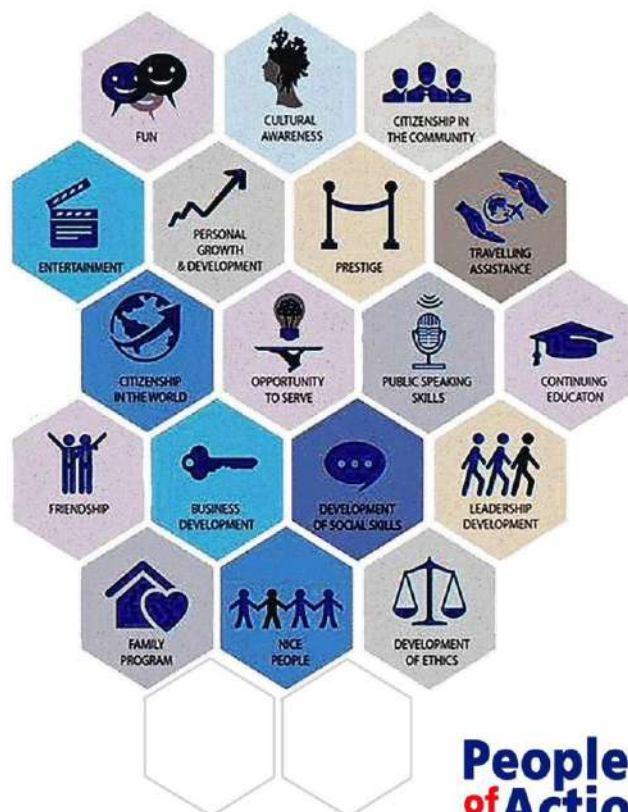 FUN
CULTURAL
AWARENESS
CITIZENSHIP IN
THE COMMUNITY
ENTERTAINMENT
PERSONAL
GROWTH
& DEVELOPMENT
PRESTIGE
TRAVELLING
ASSISTANCE
CITIZENSHIP
IN THE WORLD
OPPORTUNITY
TO SERVE
PUBLIC SPEAKING
SKILLS
CONTINUING
EDUCATON
FRIENDSHIP
BUSINESS
DEVELOPMENT
DEVELOPMENT
OF SOCIAL SKILLS
LEADERSHIP
DEVELOPMENT
FAMILY
PROGRAM
NICE
PEOPLE
DEVELOPMENT
OF ETHICS
People
of Actio